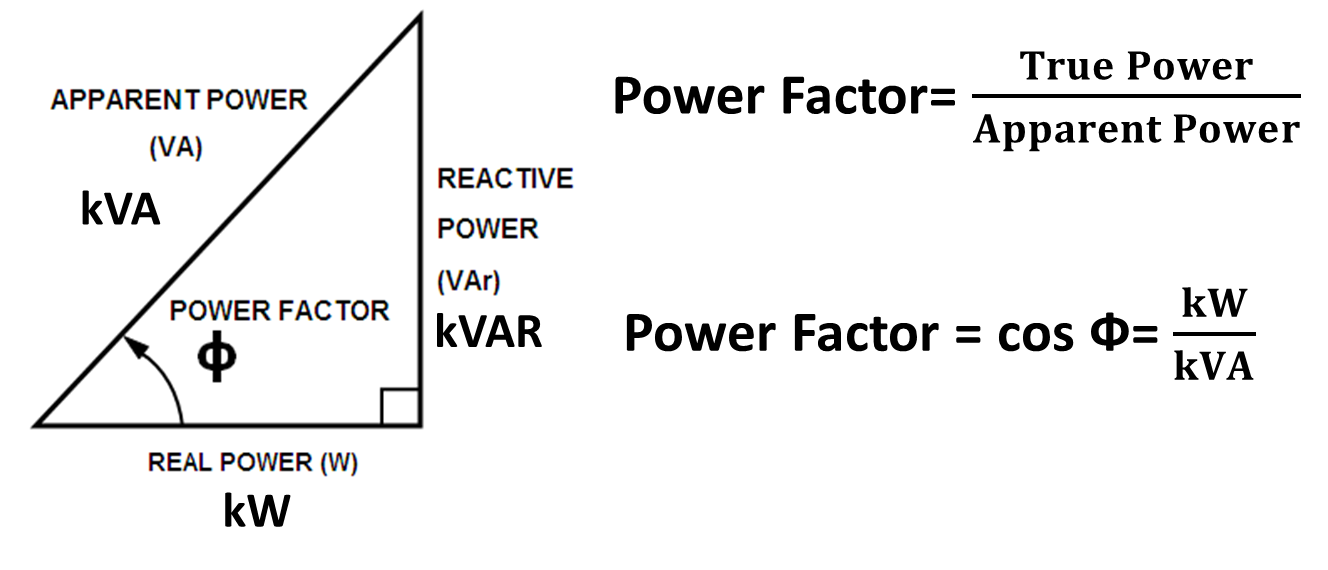 APPARENT POWER
(VA)
kVA
REACTIVE
POWER
(VAr)
kVAR
POWER FACTOR
ф
REAL POWER (W)
kW
Power Factor= True Power
Apparent Power
Power Factor = cos Φ= kW
kVA